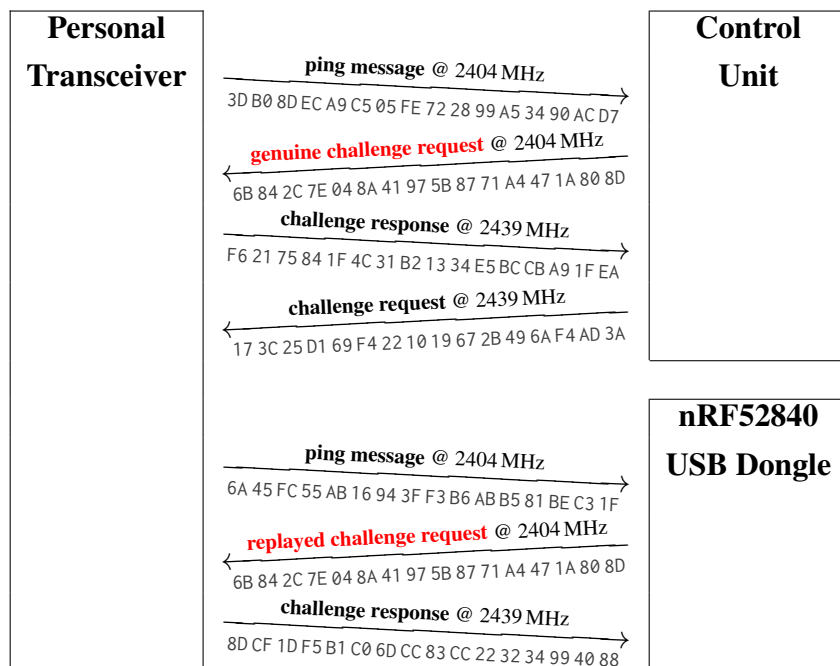 Personal
Transceiver
Control
Unit
ping message @ 2404 MHz
3D B0 8D EC A9 C5 05 FE 72 28 99 A5 34 90 AC D7
genuine challenge request @ 2404 MHz
6B 84 2C 7E 04 8A 41 97 5B 87 71 A4 47 1A 80 8D
challenge response @ 2439 MHz
F6 21 75 84 1F 4C 31 B2 13 34 E5 BC CB A9 1F EA
challenge request @ 2439 MHz
17 3C 25 D1 69 F4 22 10 19 67 2B 49 6A F4 AD 3A
nRF52840
USB Dongle
ping message @ 2404 MHz
6A 45 FC 55 AB 16 94 3F F3 B6 AB B5 81 BE C3 1F
replayed challenge request @ 2404 MHz
6B 84 2C 7E 04 8A 41 97 5B 87 71 A4 47 1A 80 8D
challenge response @ 2439 MHz
8D CF 1D F5 B1 C0 6D CC 83 CC 22 32 34 99 40 88